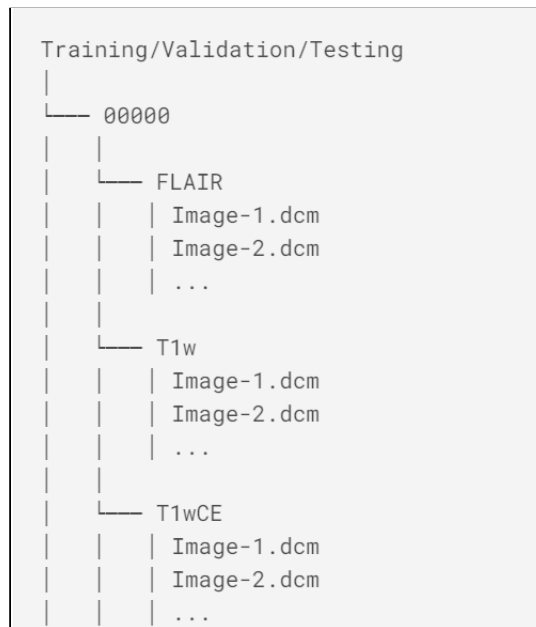 Training/Validation/Testing
│
└─── 00000
│   │
│   └─── FLAIR
│   │   │ Image-1.dcm
│   │   │ Image-2.dcm
│   │   │ ...
│   │
│   └─── T1w
│   │   │ Image-1.dcm
│   │   │ Image-2.dcm
│   │   │ ...
│   │
│   └─── T1wCE
│   │   │ Image-1.dcm
│   │   │ Image-2.dcm
│   │   │ ...